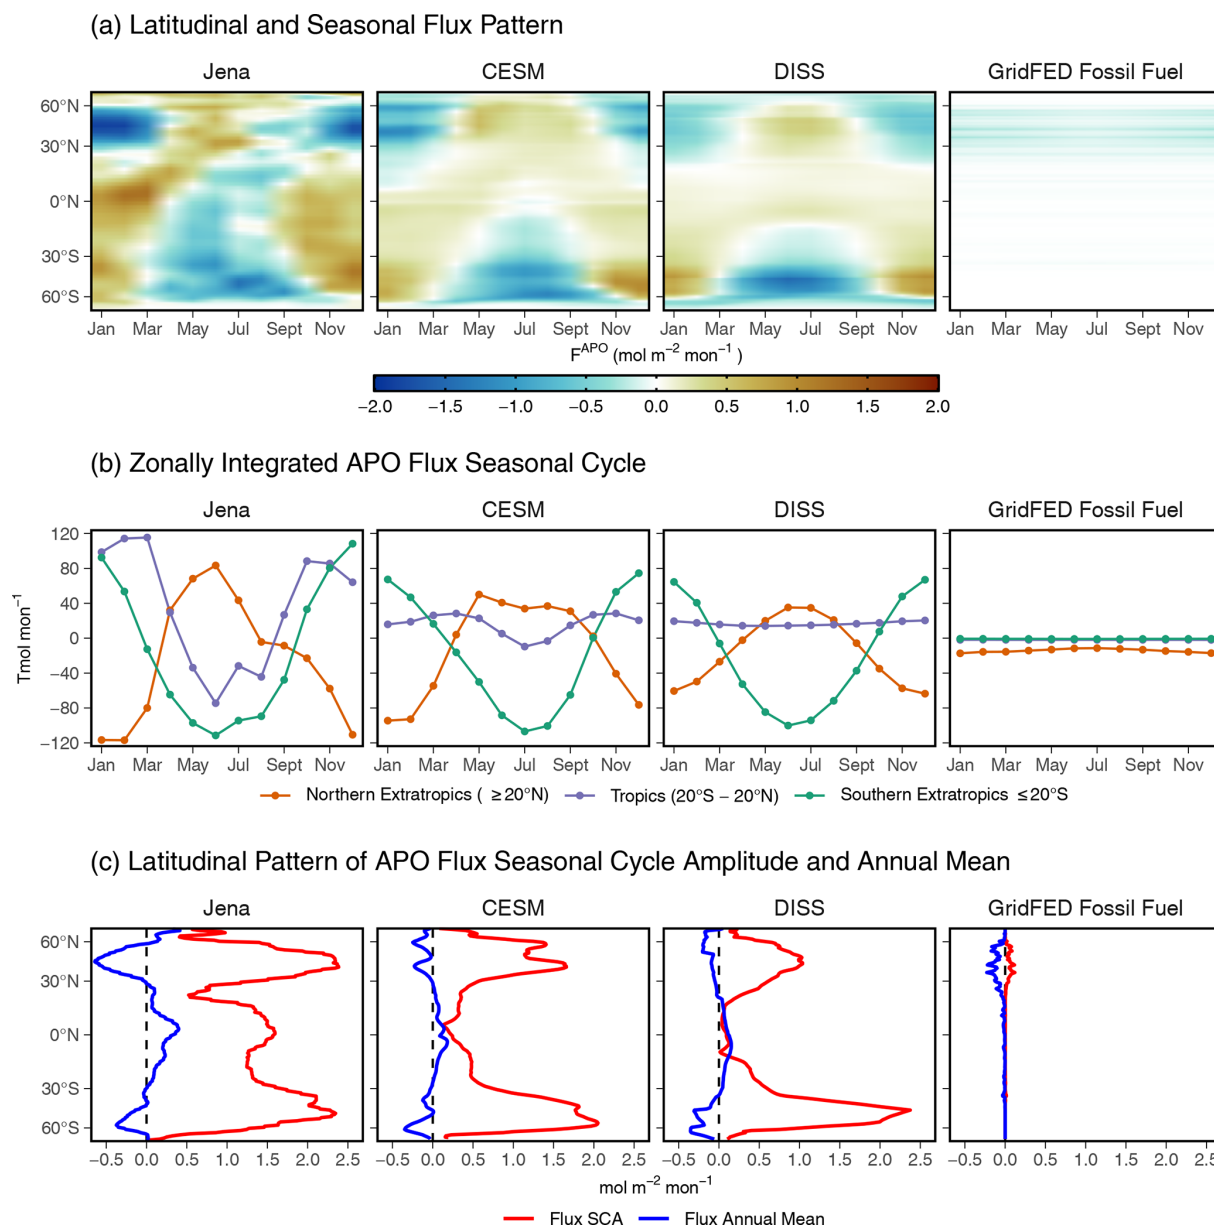 (a) Latitudinal and Seasonal Flux Pattern
Jena CESM DISS GridFED Fossil Fuel
60°N
30°N
0°N
30°S
60°S
Jan Mar May Jul Sept Nov Jan Mar May Jul Sept Nov Jan Mar May Jul Sept Nov Jan Mar May Jul Sept Nov
F^APO (mol m⁻² mon⁻¹ )
−2.0 −1.5 −1.0 −0.5 0.0 0.5 1.0 1.5 2.0
(b) Zonally Integrated APO Flux Seasonal Cycle
Jena CESM DISS GridFED Fossil Fuel
Tmol mon⁻¹
120
80
40
0
−40
−80
−120
Jan Mar May Jul Sept Nov Jan Mar May Jul Sept Nov Jan Mar May Jul Sept Nov Jan Mar May Jul Sept Nov
Northern Extratropics ( ≥20°N) Tropics (20°S − 20°N) Southern Extratropics ≤20°S
(c) Latitudinal Pattern of APO Flux Seasonal Cycle Amplitude and Annual Mean
Jena CESM DISS GridFED Fossil Fuel
60°N
30°N
0°N
30°S
60°S
−0.5 0.0 0.5 1.0 1.5 2.0 2.5 −0.5 0.0 0.5 1.0 1.5 2.0 2.5 −0.5 0.0 0.5 1.0 1.5 2.0 2.5 −0.5 0.0 0.5 1.0 1.5 2.0 2.5
mol m⁻² mon⁻¹
Flux SCA Flux Annual Mean